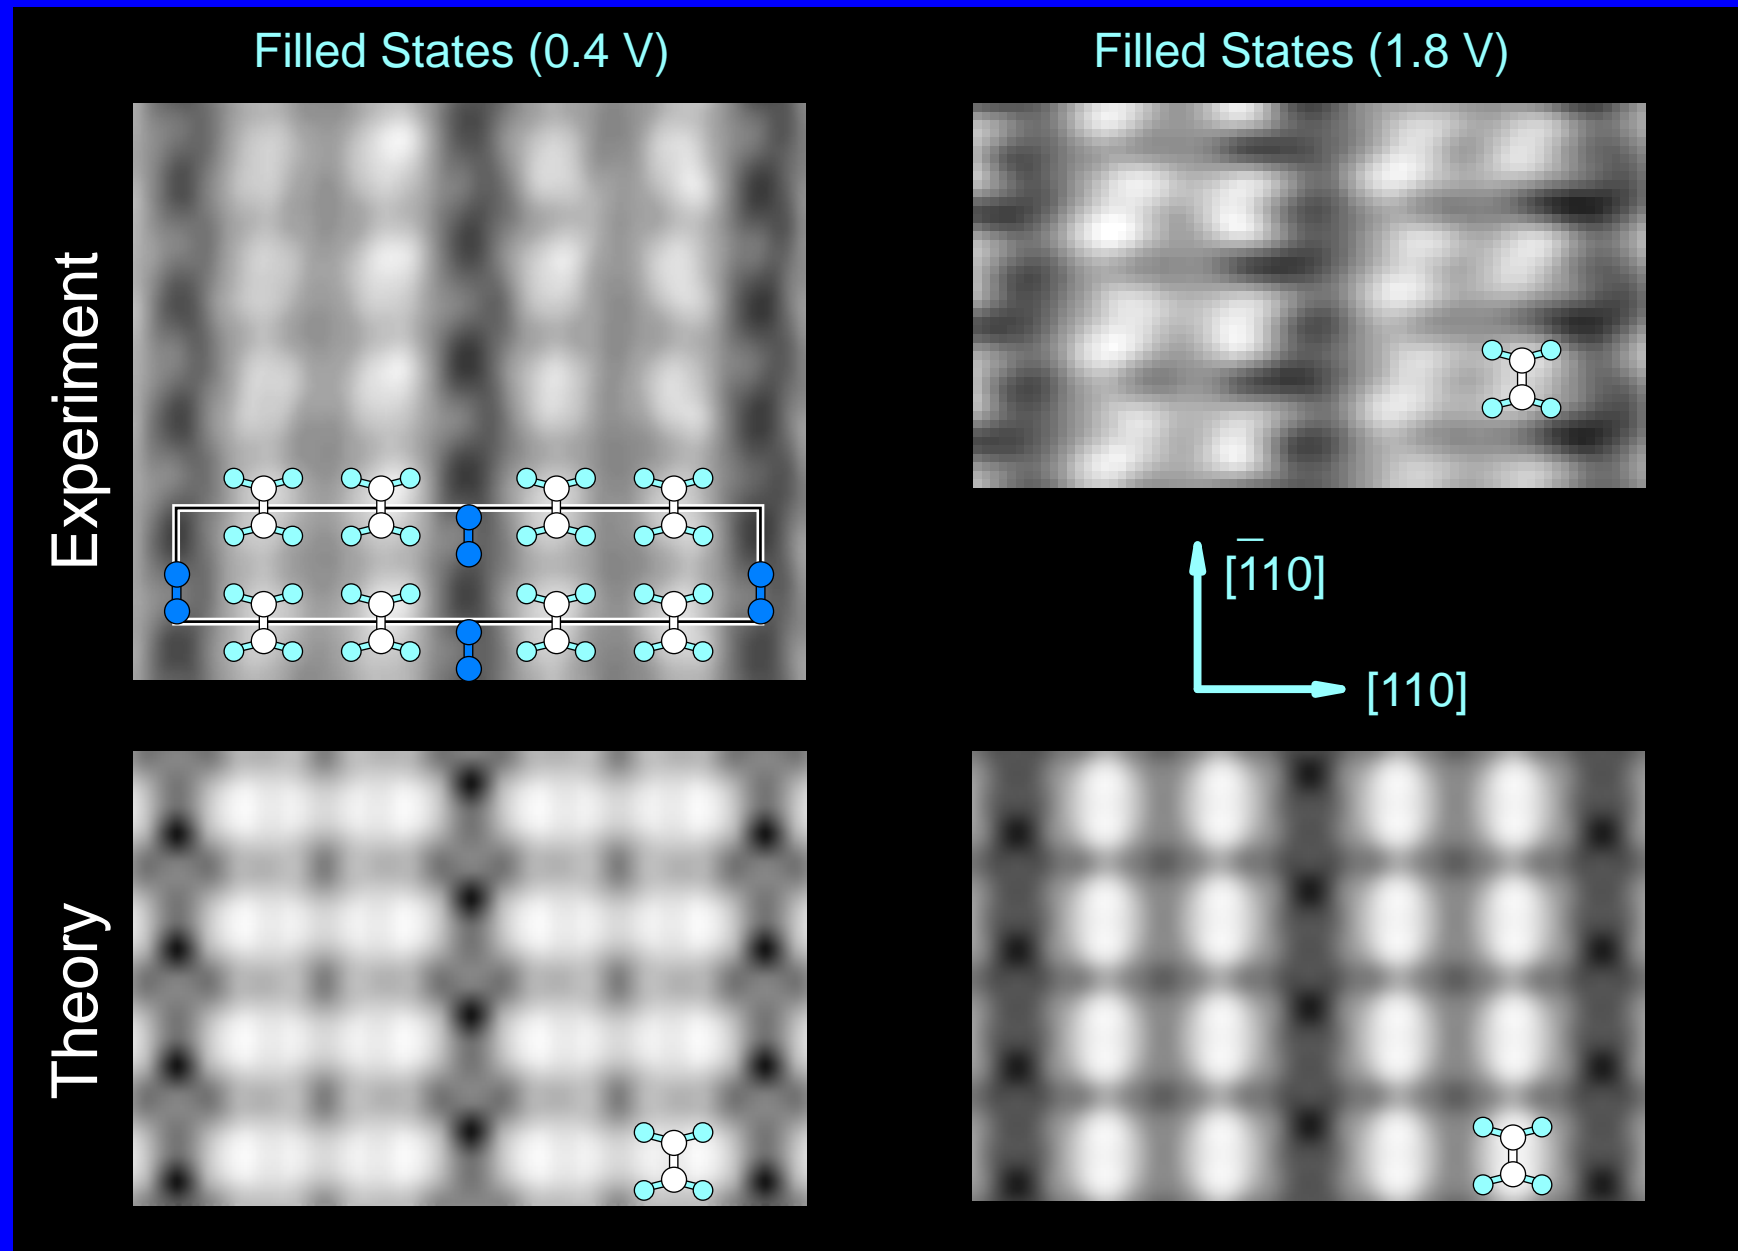 Filled States (0.4 V)
Filled States (1.8 V)
Experiment
[1̅10]
[110]
Theory